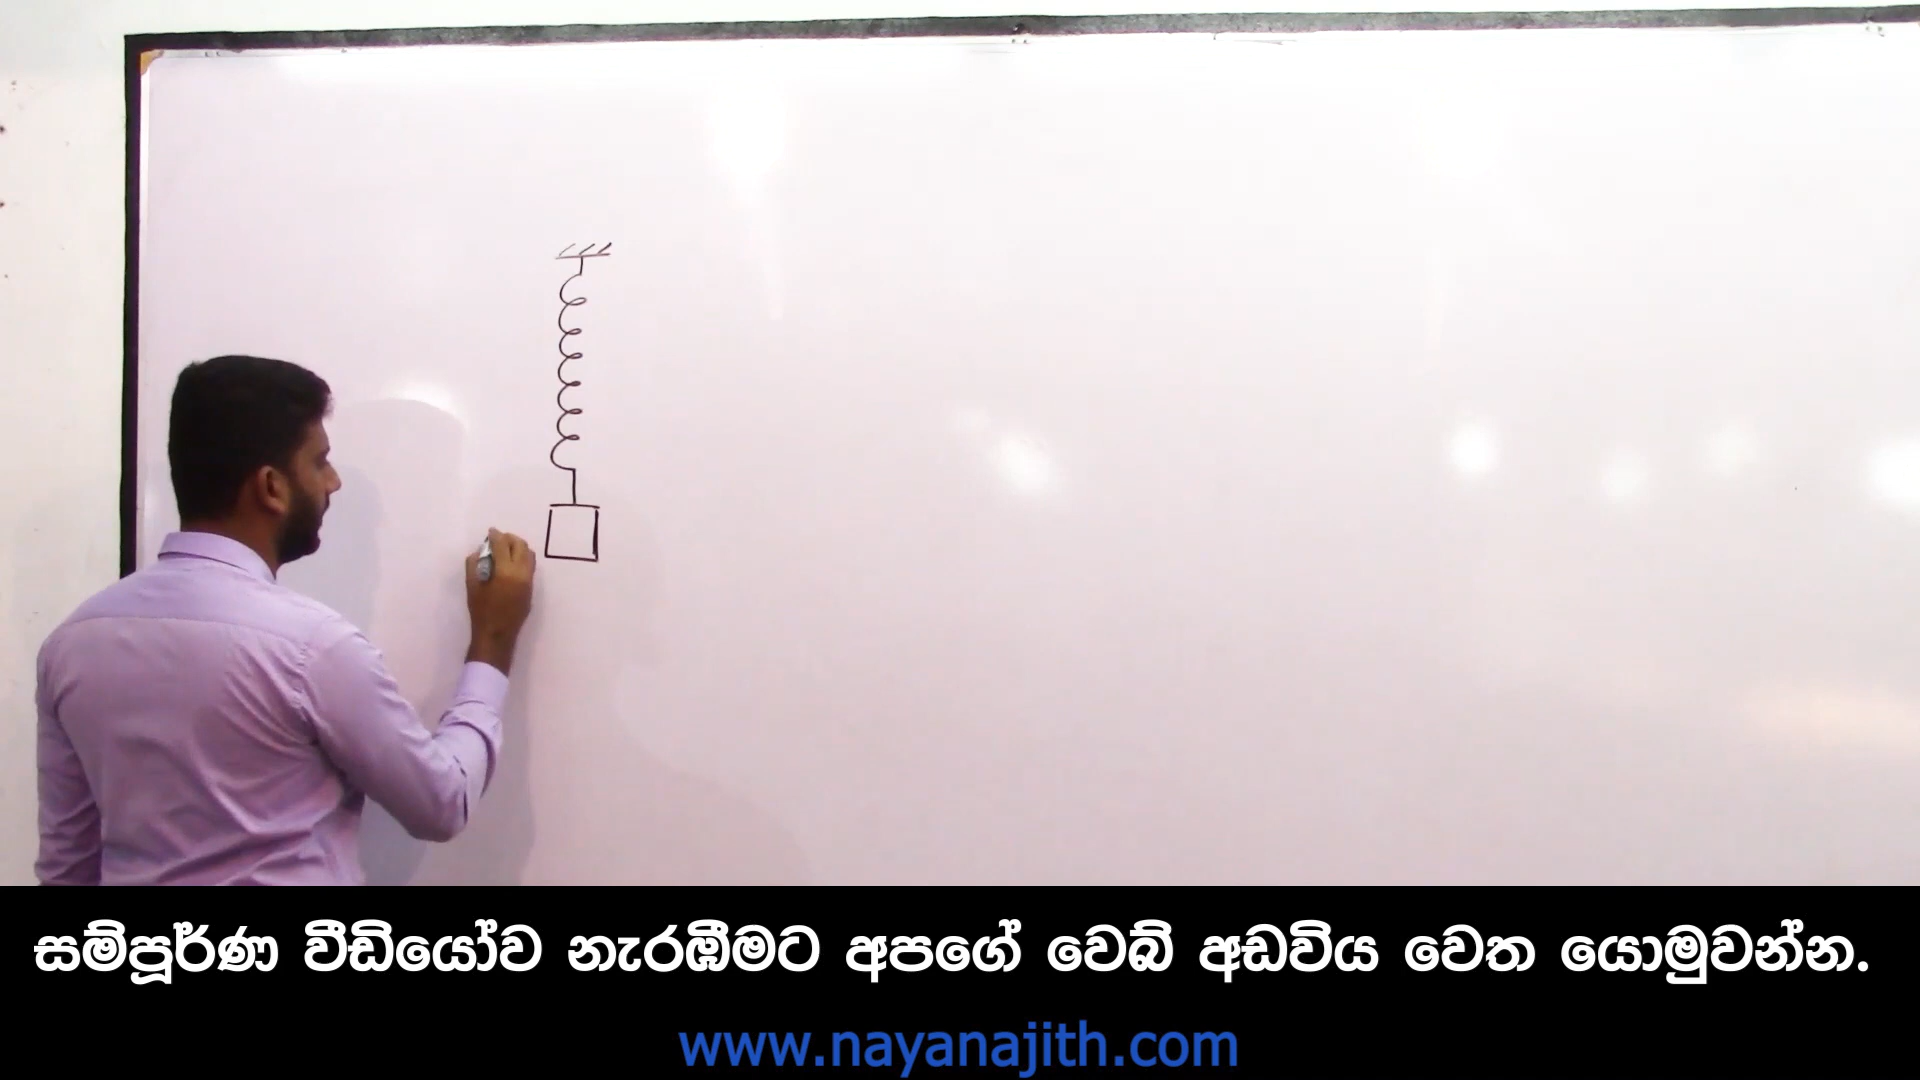 සම්පූර්ණ වීඩියෝව නැරඹීමට අපගේ වෙබ් අඩවිය වෙත යොමුවන්න.
www.nayanajith.com